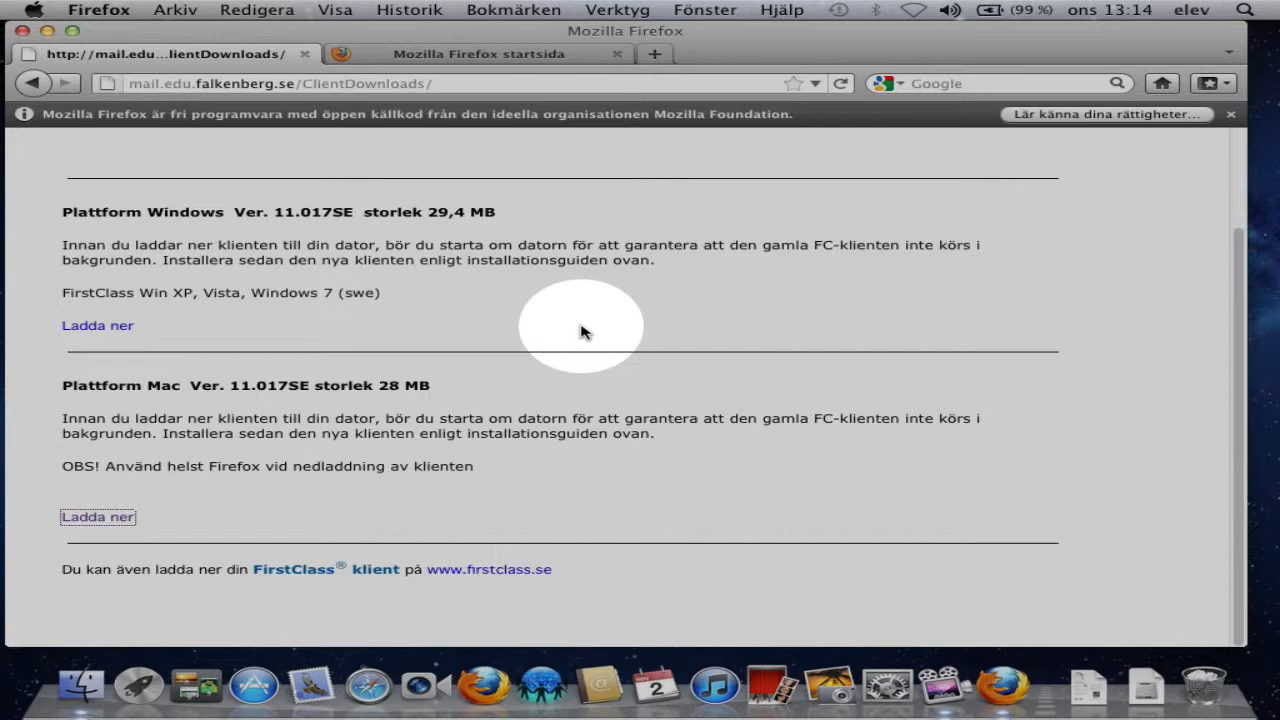 Firefox Arkiv Redigera Visa Historik Bokmärken Verktyg Fönster Hjälp (99 %) ons 13:14 elev
Mozilla Firefox
http://mail.edu...lientDownloads/ Mozilla Firefox startsida
mail.edu.falkenberg.se/ClientDownloads/ Google
Mozilla Firefox är fri programvara med öppen källkod från den ideella organisationen Mozilla Foundation. Lär känna dina rättigheter...
Plattform Windows Ver. 11.017SE storlek 29,4 MB
Innan du laddar ner klienten till din dator, bör du starta om datorn för att garantera att den gamla FC-klienten inte körs i
bakgrunden. Installera sedan den nya klienten enligt installationsguiden ovan.
FirstClass Win XP, Vista, Windows 7 (swe)
Ladda ner
Plattform Mac Ver. 11.017SE storlek 28 MB
Innan du laddar ner klienten till din dator, bör du starta om datorn för att garantera att den gamla FC-klienten inte körs i
bakgrunden. Installera sedan den nya klienten enligt installationsguiden ovan.
OBS! Använd helst Firefox vid nedladdning av klienten
Ladda ner
Du kan även ladda ner din FirstClass® klient på www.firstclass.se
2